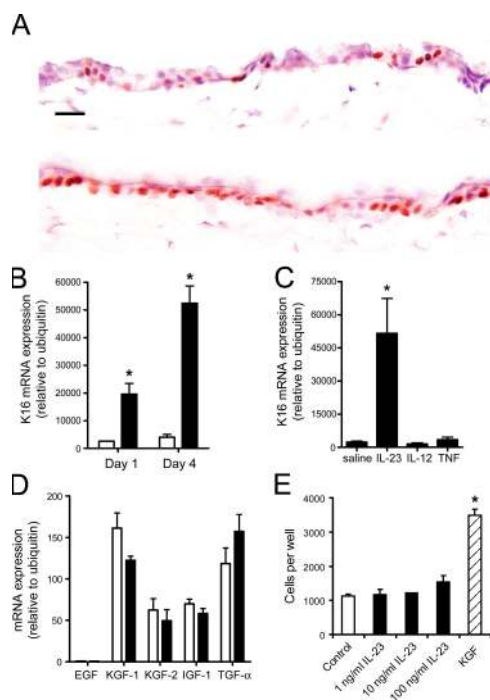 A
B
K16 mRNA expression
(relative to ubiquitin)
60000
50000
40000
30000
20000
10000
0
*
*
Day 1
Day 4
C
K16 mRNA expression
(relative to ubiquitin)
75000
60000
45000
30000
15000
0
*
saline IL-23 IL-12 TNF
D
mRNA expression
(relative to ubiquitin)
200
150
100
50
0
EGF KGF-1 KGF-2 IGF-1 TGF-α
E
Cells per well
4000
3000
2000
1000
0
*
Control
1 ng/ml IL-23
10 ng/ml IL-23
100 ng/ml IL-23
KGF